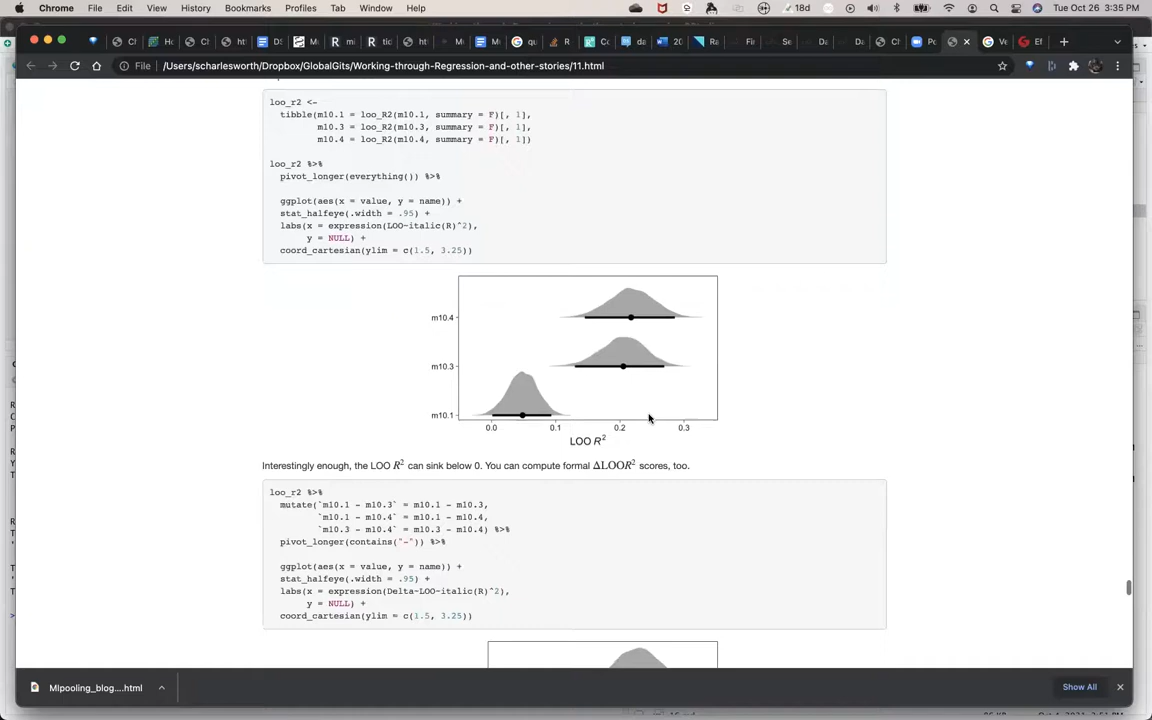 Chrome File Edit View History Bookmarks Profiles Tab Window Help 18d Tue Oct 26 3:35 PM
File /Users/scharlesworth/Dropbox/GlobalGits/Working-through-Regression-and-other-stories/11.html
loo_r2 <-
tibble(m10.1 = loo_R2(m10.1, summary = F)[, 1],
m10.3 = loo_R2(m10.3, summary = F)[, 1],
m10.4 = loo_R2(m10.4, summary = F)[, 1])
loo_r2 %>%
pivot_longer(everything()) %>%
ggplot(aes(x = value, y = name)) +
stat_halfeye(.width = .95) +
labs(x = expression(LOO~italic(R)^2),
y = NULL) +
coord_cartesian(ylim = c(1.5, 3.25))
m10.4
m10.3
m10.1
0.0 0.1 0.2 0.3
LOO R²
Interestingly enough, the LOO R² can sink below 0. You can compute formal ΔLOOR² scores, too.
loo_r2 %>%
mutate(`m10.1 - m10.3` = m10.1 - m10.3,
`m10.1 - m10.4` = m10.1 - m10.4,
`m10.3 - m10.4` = m10.3 - m10.4) %>%
pivot_longer(contains("-")) %>%
ggplot(aes(x = value, y = name)) +
stat_halfeye(.width = .95) +
labs(x = expression(Delta~LOO~italic(R)^2),
y = NULL) +
coord_cartesian(ylim = c(1.5, 3.25))
MIpooling_blog....html
Show All